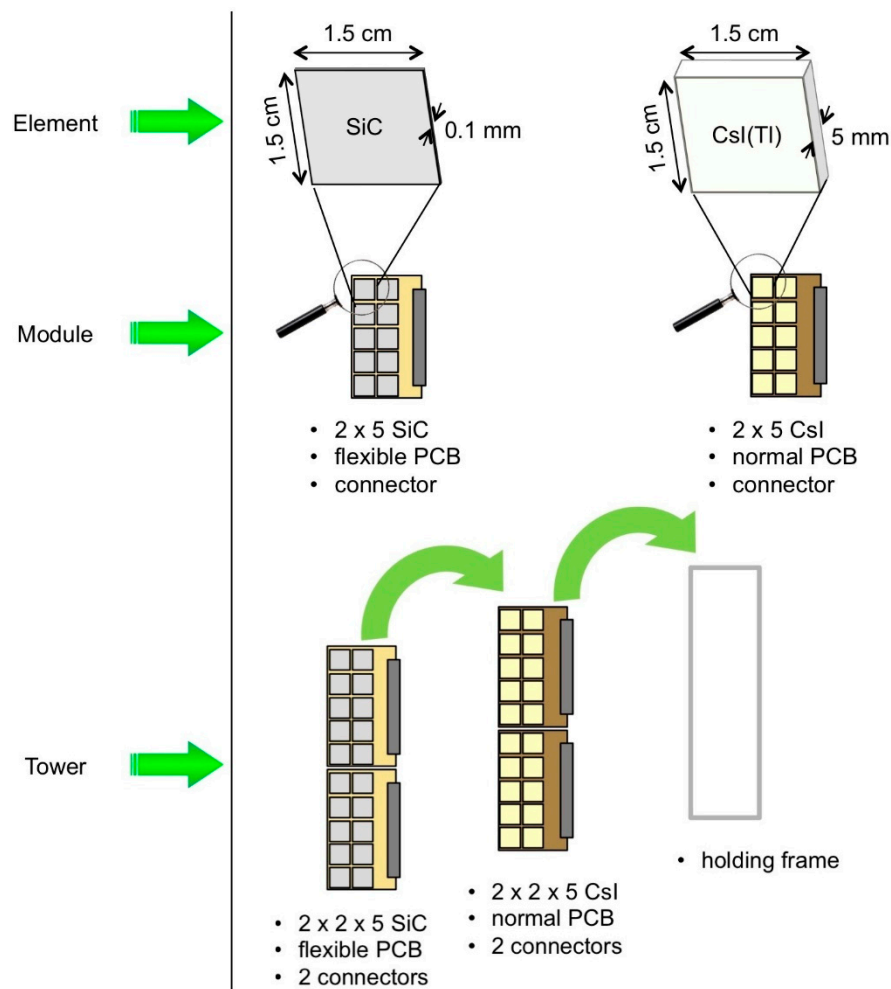 1.5 cm
1.5 cm
Element
1.5 cm
SiC
0.1 mm
1.5 cm
CsI(Tl)
5 mm
Module
• 2 x 5 SiC
• flexible PCB
• connector
• 2 x 5 CsI
• normal PCB
• connector
Tower
• holding frame
• 2 x 2 x 5 SiC
• flexible PCB
• 2 connectors
• 2 x 2 x 5 CsI
• normal PCB
• 2 connectors